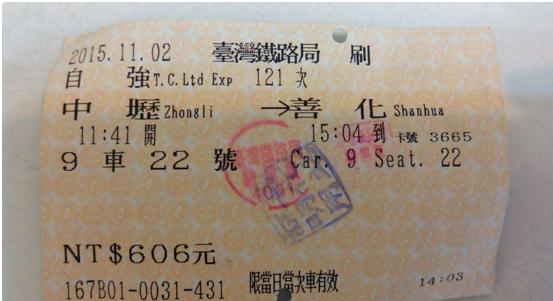 2015.11.02 臺灣鐵路局 刷
自 強 T.C.Ltd Exp 121 次
中 壢 Zhongli →善 化 Shanhua
11:41 開 15:04 到 卡號 3665
9 車 22 號 Car. 9 Seat. 22
NT$606元
167B01-0031-431 限當日當次車有效 14:03